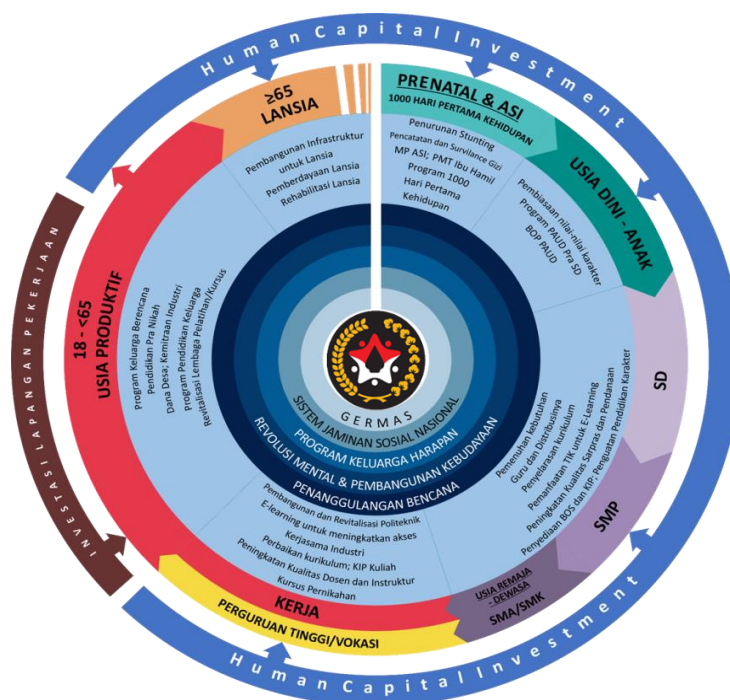 Human Capital Investment
≥65
LANSIA
PRENATAL & ASI
1000 HARI PERTAMA KEHIDUPAN
Penurunan Stunting
Pencatatan dan Survilance Gizi
MP ASI; PMT Ibu Hamil
Program 1000
Hari Pertama
Kehidupan
USIA DINI - ANAK
Pembiasaan nilai-nilai karakter
Program PAUD Pra SD
BOP PAUD
SD
SMP
Pemenuhan kebutuhan
Guru dan Distribusinya
Penyelarasan kurikulum
Pemanfaatan TIK untuk E-Learning
Peningkatan Kualitas Sarpras dan Pendanaan
Penyediaan BOS dan KIP; Penguatan Pendidikan Karakter
USIA REMAJA
- DEWASA
SMA/SMK
Pembangunan dan Revitalisasi Politeknik
E-learning untuk meningkatkan akses
Kerjasama Industri
Perbaikan kurikulum; KIP Kuliah
Peningkatan Kualitas Dosen dan Instruktur
Kursus Pernikahan
KERJA
PERGURUAN TINGGI/VOKASI
Human Capital Investment
18 - <65
USIA PRODUKTIF
Program Keluarga Berencana
Pendidikan Pra Nikah
Dana Desa; Kemitraan Industri
Program Pendidikan Keluarga
Revitalisasi Lembaga Pelatihan/Kursus
INVESTASI LAPANGAN PEKERJAAN
Pembangunan Infrastruktur
untuk Lansia
Pemberdayaan Lansia
Rehabilitasi Lansia
GERMAS
SISTEM JAMINAN SOSIAL NASIONAL
PROGRAM KELUARGA HARAPAN
REVOLUSI MENTAL & PEMBANGUNAN KEBUDAYAAN
PENANGGULANGAN BENCANA